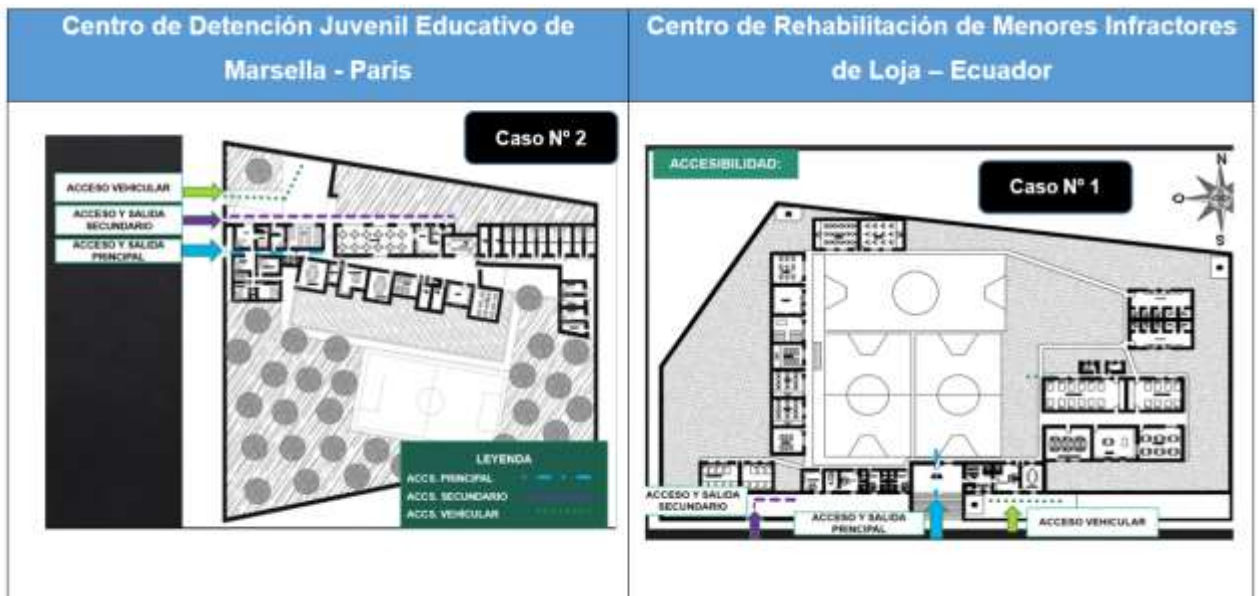 Centro de Detención Juvenil Educativo de
Marsella - Paris
Centro de Rehabilitación de Menores Infractores
de Loja – Ecuador
Caso Nº 2
ACCESO VEHICULAR
ACCESO Y SALIDA
SECUNDARIO
ACCESO Y SALIDA
PRINCIPAL
LEYENDA
ACCS. PRINCIPAL
ACCS. SECUNDARIO
ACCS. VEHÍCULAR
ACCESIBILIDAD:
Caso Nº 1
N
O
S
ACCESO Y SALIDA
SECUNDARIO
ACCESO Y SALIDA
PRINCIPAL
ACCESO VEHICULAR